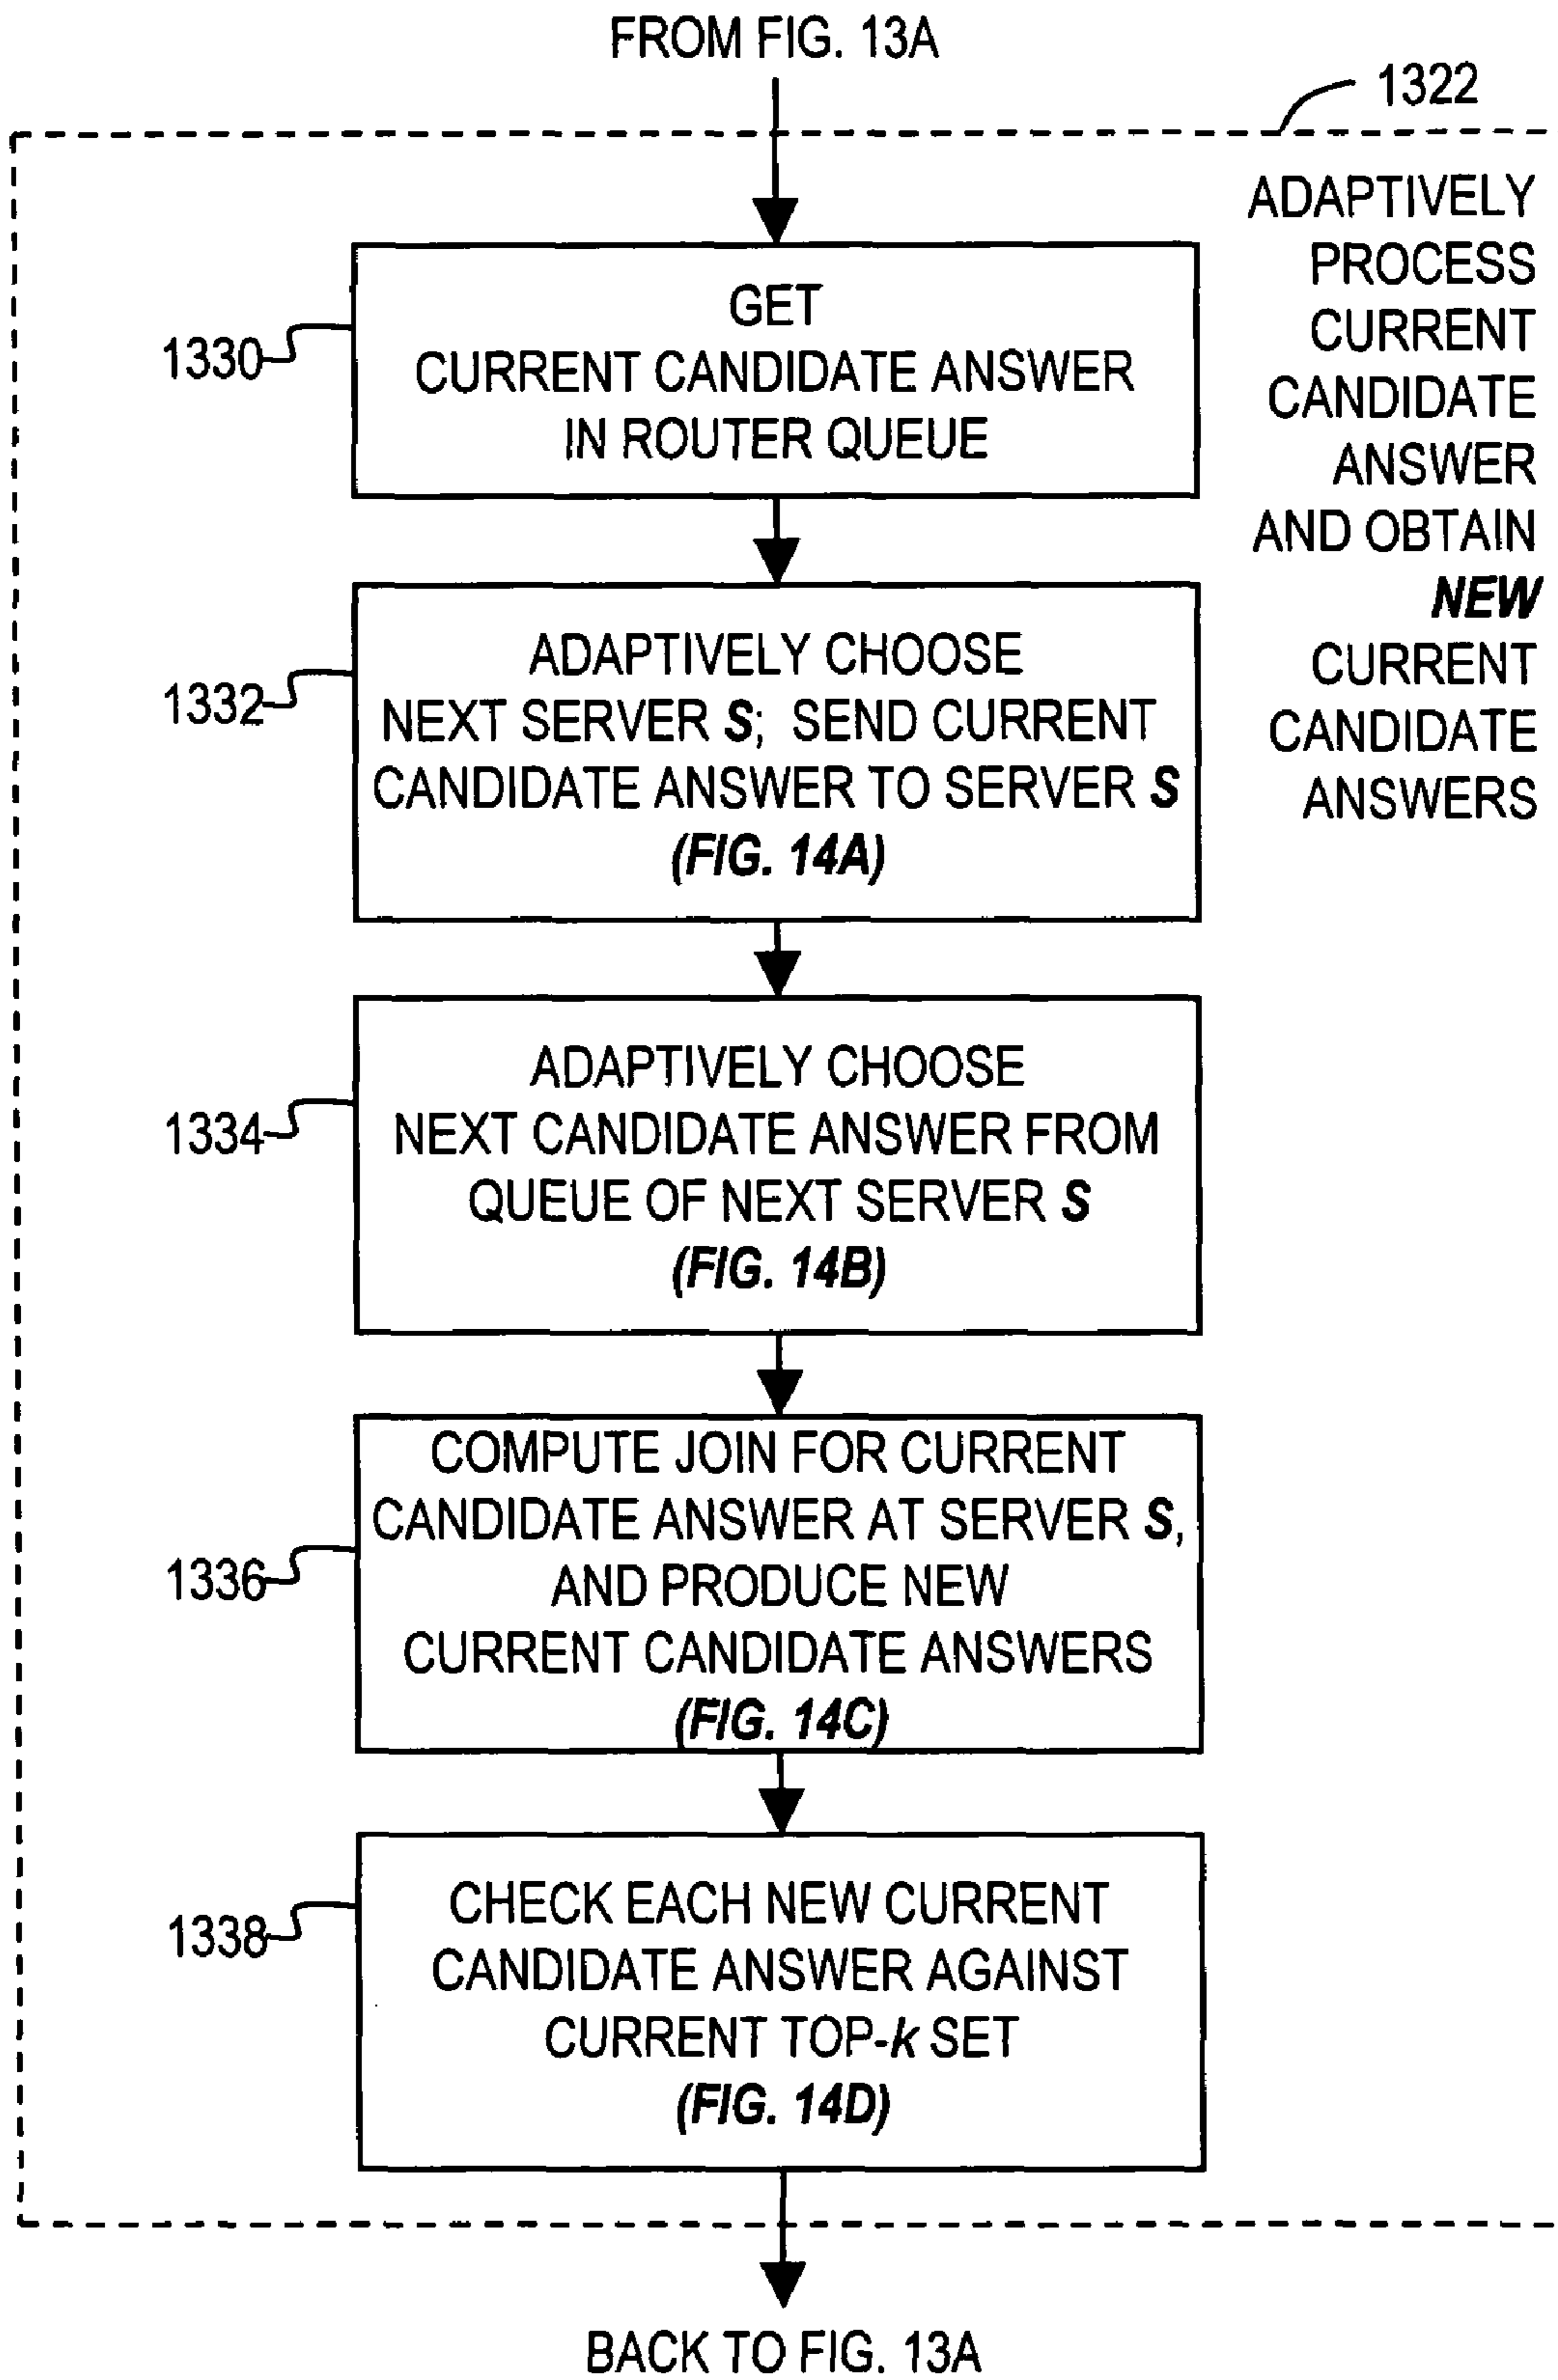 FROM FIG. 13A
1322
ADAPTIVELY
PROCESS
CURRENT
CANDIDATE
ANSWER
AND OBTAIN
NEW
CURRENT
CANDIDATE
ANSWERS
1330
GET
CURRENT CANDIDATE ANSWER
IN ROUTER QUEUE
1332
ADAPTIVELY CHOOSE
NEXT SERVER S; SEND CURRENT
CANDIDATE ANSWER TO SERVER S
(FIG. 14A)
1334
ADAPTIVELY CHOOSE
NEXT CANDIDATE ANSWER FROM
QUEUE OF NEXT SERVER S
(FIG. 14B)
1336
COMPUTE JOIN FOR CURRENT
CANDIDATE ANSWER AT SERVER S,
AND PRODUCE NEW
CURRENT CANDIDATE ANSWERS
(FIG. 14C)
1338
CHECK EACH NEW CURRENT
CANDIDATE ANSWER AGAINST
CURRENT TOP-k SET
(FIG. 14D)
BACK TO FIG. 13A